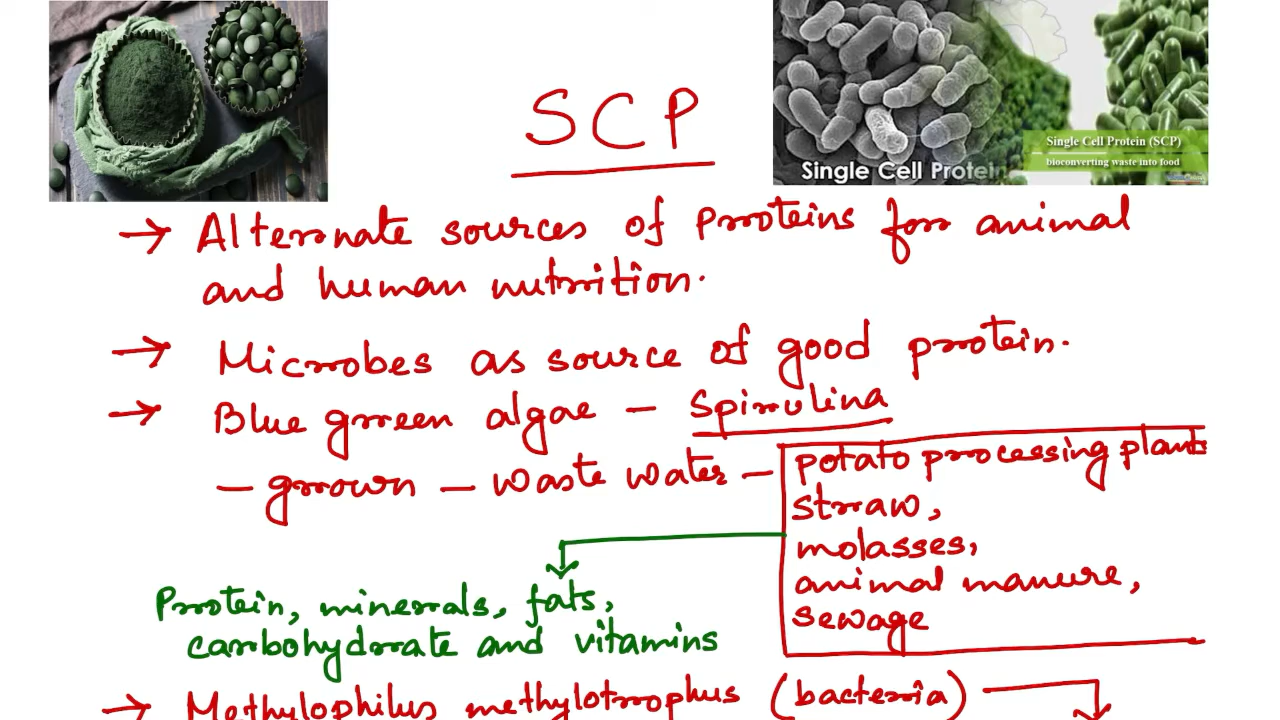 SCP
Single Cell Protein
Single Cell Protein (SCP)
bioconverting waste into food
→ Alternate sources of proteins for animal
and human nutrition.
→ Microbes as source of good protein.
→ Blue green algae – Spirulina
– grown – waste water – potato processing plants
straw,
molasses,
animal manure,
sewage
Protein, minerals, fats,
carbohydrate and vitamins
→ Methylophilus methylotrophus (bacteria)